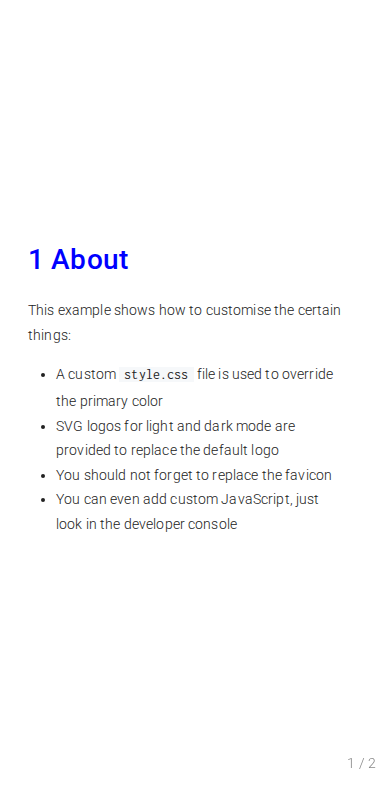 1 About
This example shows how to customise the certain
things:
• A custom style.css file is used to override
the primary color
• SVG logos for light and dark mode are
provided to replace the default logo
• You should not forget to replace the favicon
• You can even add custom JavaScript, just
look in the developer console
1 / 2